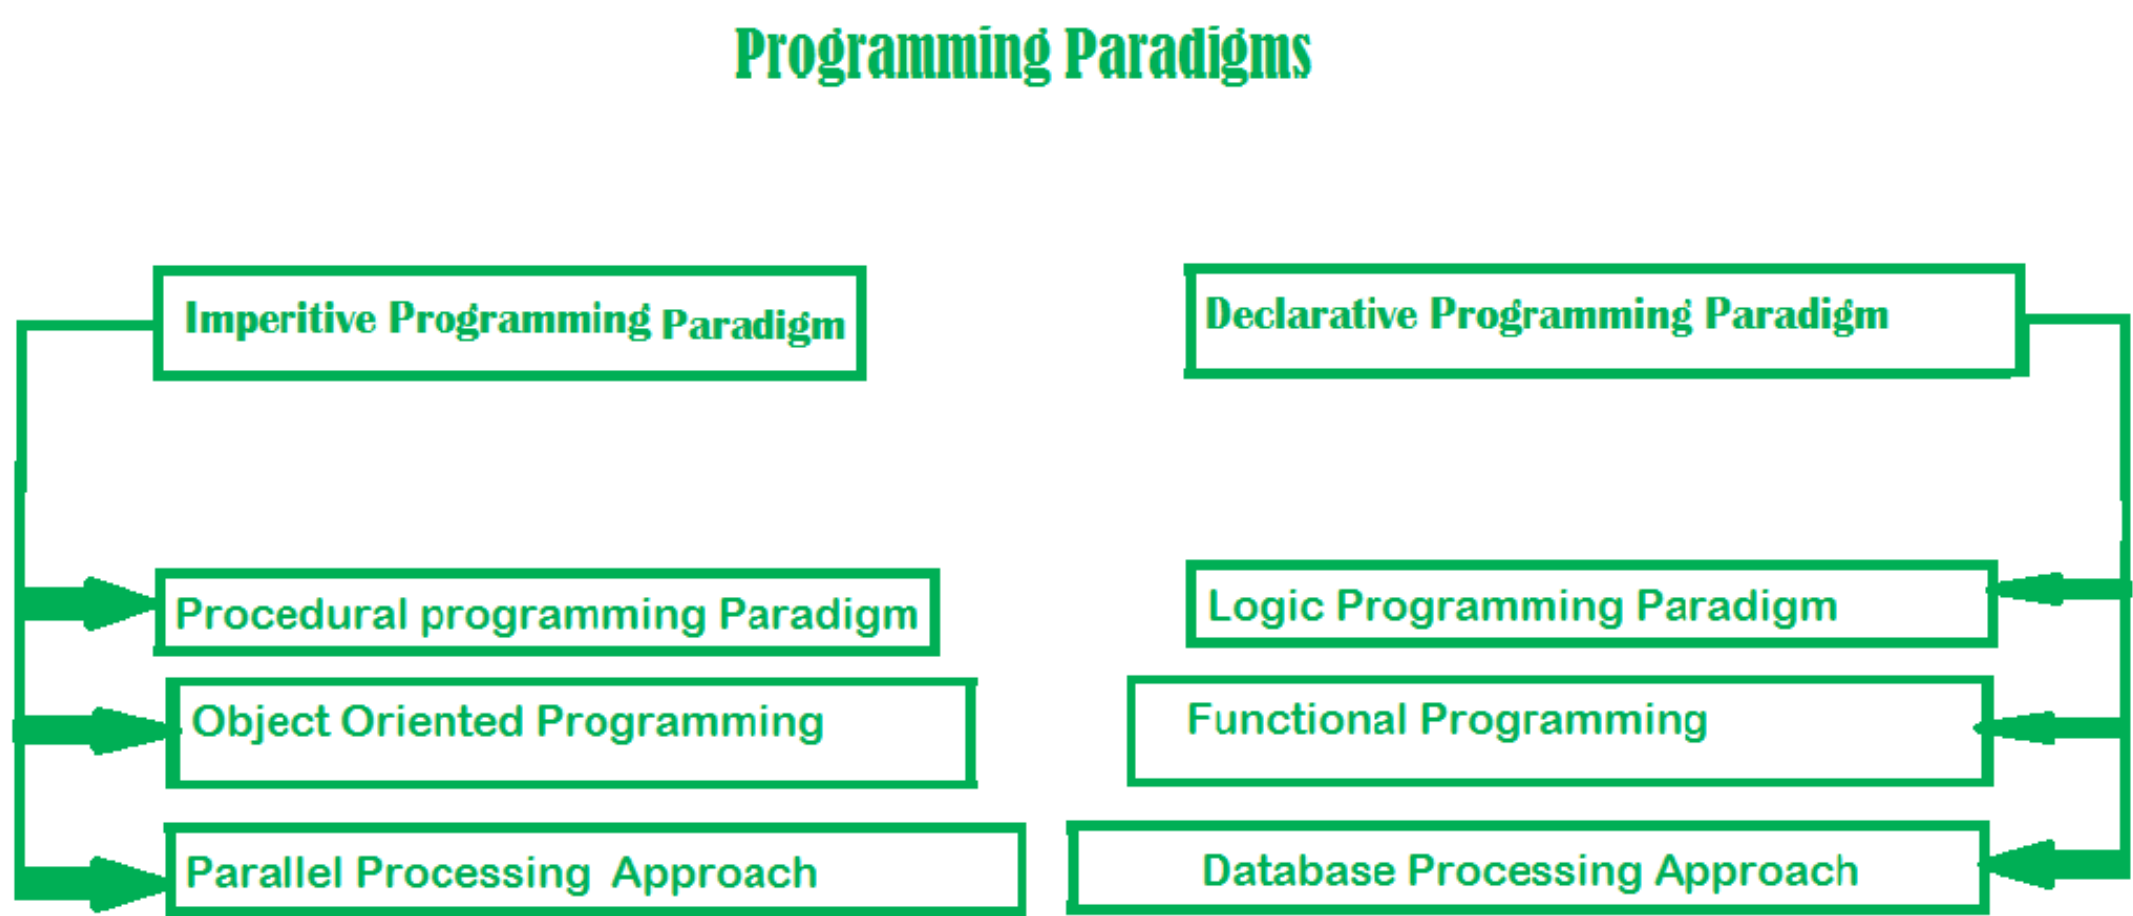 Programming Paradigms
Imperitive Programming Paradigm
Declarative Programming Paradigm
Procedural programming Paradigm
Logic Programming Paradigm
Object Oriented Programming
Functional Programming
Parallel Processing Approach
Database Processing Approach